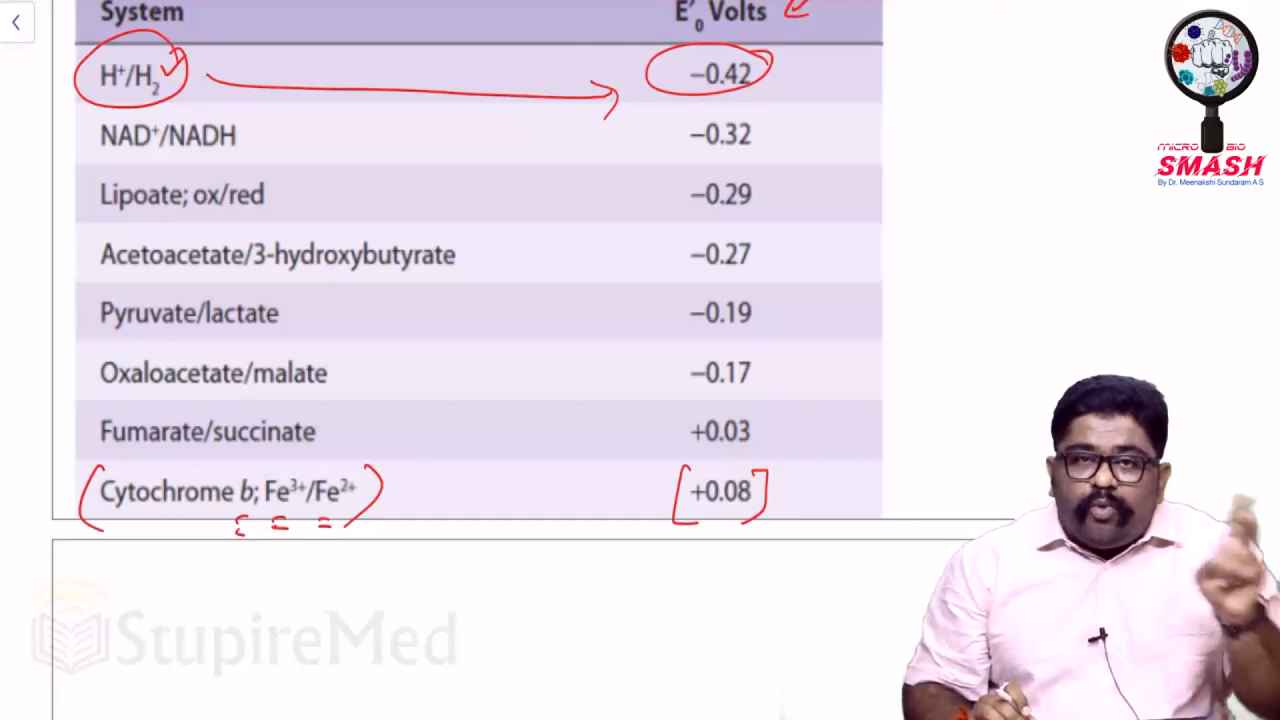 System E′₀ Volts
H⁺/H₂ −0.42
NAD⁺/NADH −0.32
Lipoate; ox/red −0.29
Acetoacetate/3-hydroxybutyrate −0.27
Pyruvate/lactate −0.19
Oxaloacetate/malate −0.17
Fumarate/succinate +0.03
Cytochrome b; Fe³⁺/Fe²⁺ +0.08
MICRO BIO
SMASH
By Dr. Meenakshi Sundaram A S
StupireMed